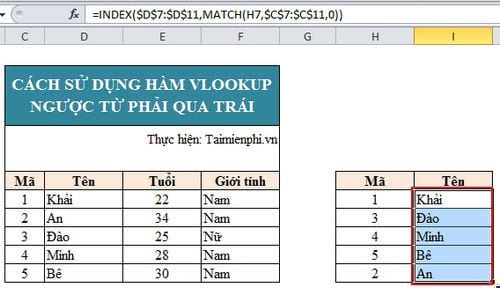 fx =INDEX($D$7:$D$11,MATCH(H7,$C$7:$C$11,0))
C D E F G H I
CÁCH SỬ DỤNG HÀM VLOOKUP
NGƯỢC TỪ PHẢI QUA TRÁI
Thực hiện: Taimienphi.vn
Mã Tên Tuổi Giới tính Mã Tên
1 Khải 22 Nam 1 Khải
2 An 34 Nam 3 Đào
3 Đào 25 Nữ 4 Minh
4 Minh 28 Nam 5 Bê
5 Bê 30 Nam 2 An